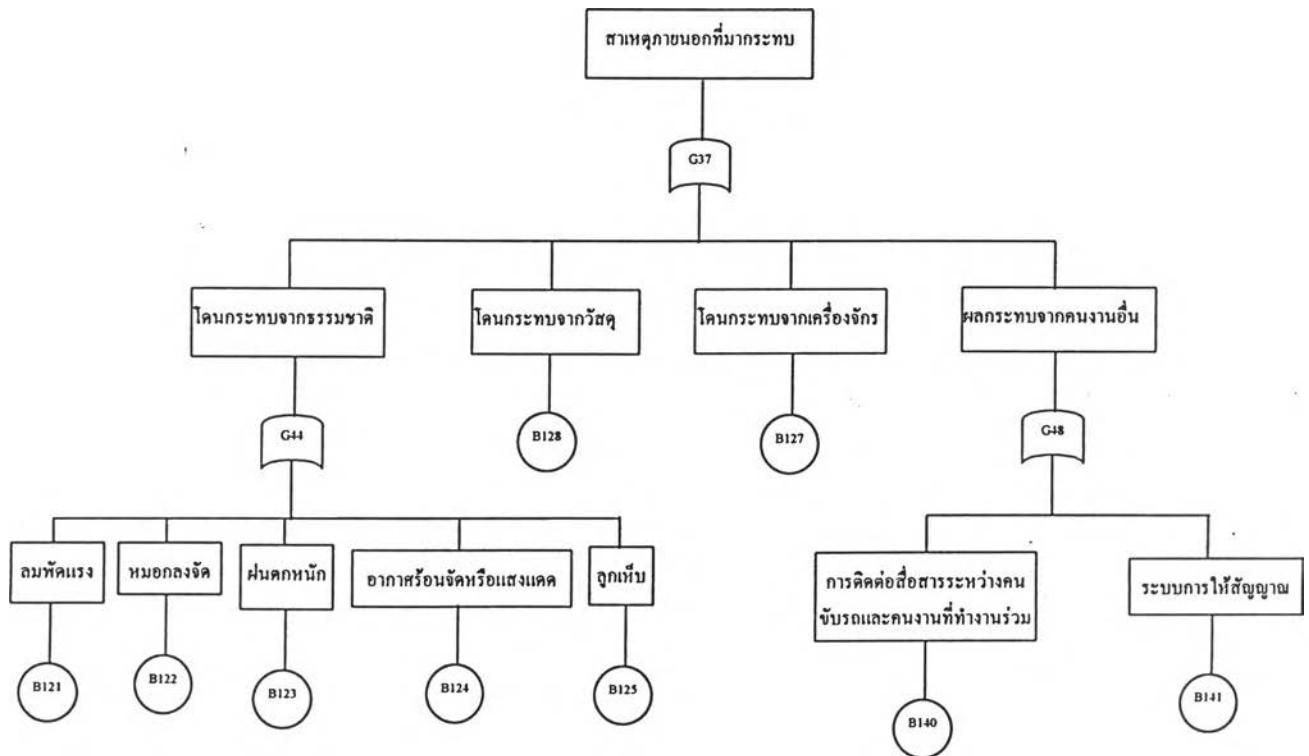 สาเหตุภายนอกที่มากระทบ
G37
โดนกระทบจากธรรมชาติ
โดนกระทบจากวัสดุ
โดนกระทบจากเครื่องจักร
ผลกระทบจากคนงานอื่น
G44
B128
B127
G48
ลมพัดแรง
หมอกลงจัด
ฝนตกหนัก
อากาศร้อนจัดหรือแสงแดด
ลูกเห็บ
การติดต่อสื่อสารระหว่างคน
ขับรถและคนงานที่ทำงานร่วม
ระบบการให้สัญญาณ
B121
B122
B123
B124
B125
B140
B141